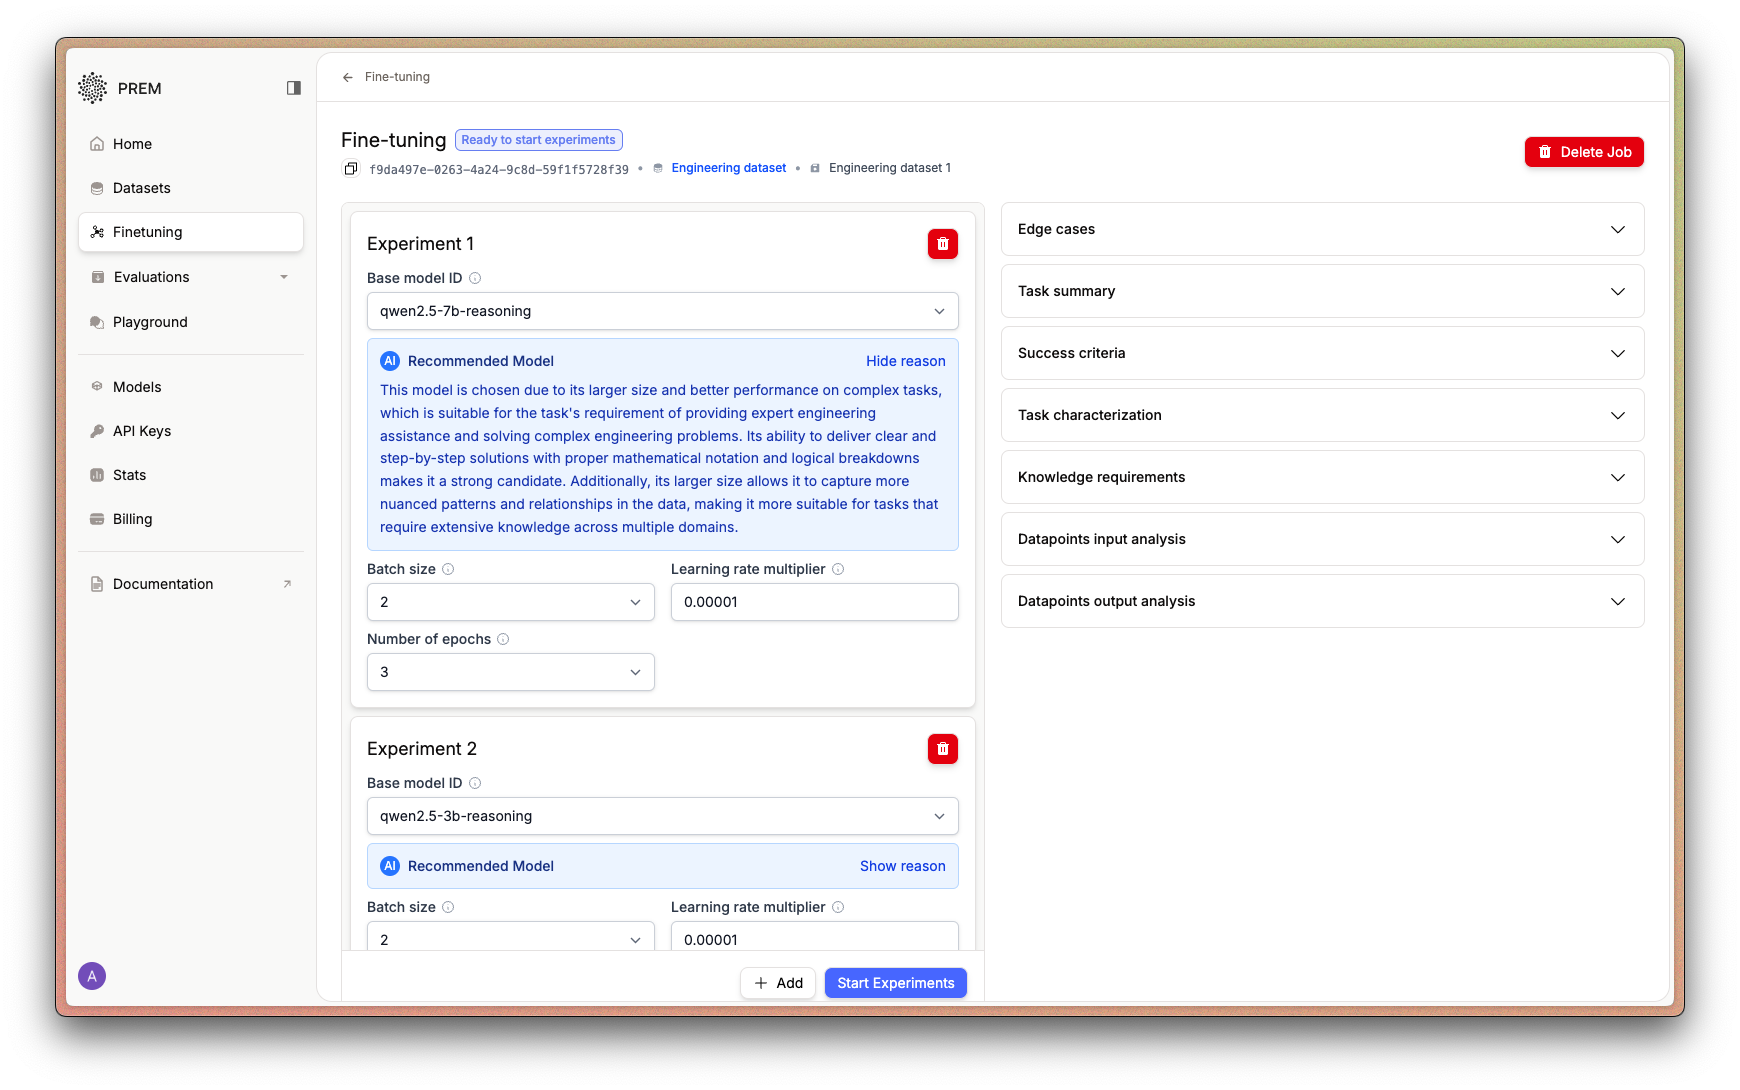 PREM
Home
Datasets
Finetuning
Evaluations
Playground
Models
API Keys
Stats
Billing
Documentation
A
Fine-tuning
Fine-tuning
Ready to start experiments
f9da497e-0263-4a24-9c8d-59f1f5728f39 • Engineering dataset • Engineering dataset 1
Delete Job
Experiment 1
Base model ID
qwen2.5-7b-reasoning
AI Recommended Model
Hide reason
This model is chosen due to its larger size and better performance on complex tasks,
which is suitable for the task's requirement of providing expert engineering
assistance and solving complex engineering problems. Its ability to deliver clear and
step-by-step solutions with proper mathematical notation and logical breakdowns
makes it a strong candidate. Additionally, its larger size allows it to capture more
nuanced patterns and relationships in the data, making it more suitable for tasks that
require extensive knowledge across multiple domains.
Batch size
2
Learning rate multiplier
0.00001
Number of epochs
3
Experiment 2
Base model ID
qwen2.5-3b-reasoning
AI Recommended Model
Show reason
Batch size
2
Learning rate multiplier
0.00001
Add
Start Experiments
Edge cases
Task summary
Success criteria
Task characterization
Knowledge requirements
Datapoints input analysis
Datapoints output analysis